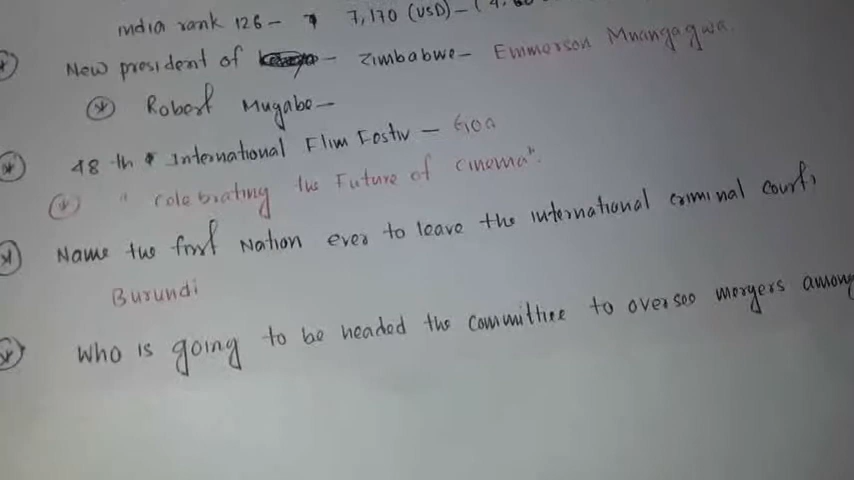 India rank 126 - 7,170 (USD) -
New president of - Zimbabwe - Emmerson Mnangagwa.
Robert Mugabe -
48 th International Flim Festiv - Goa
" Celebrating the Future of cinema".
Name the first Nation ever to leave the international criminal court,
Burundi
Who is going to be headed the committee to oversee mergers among